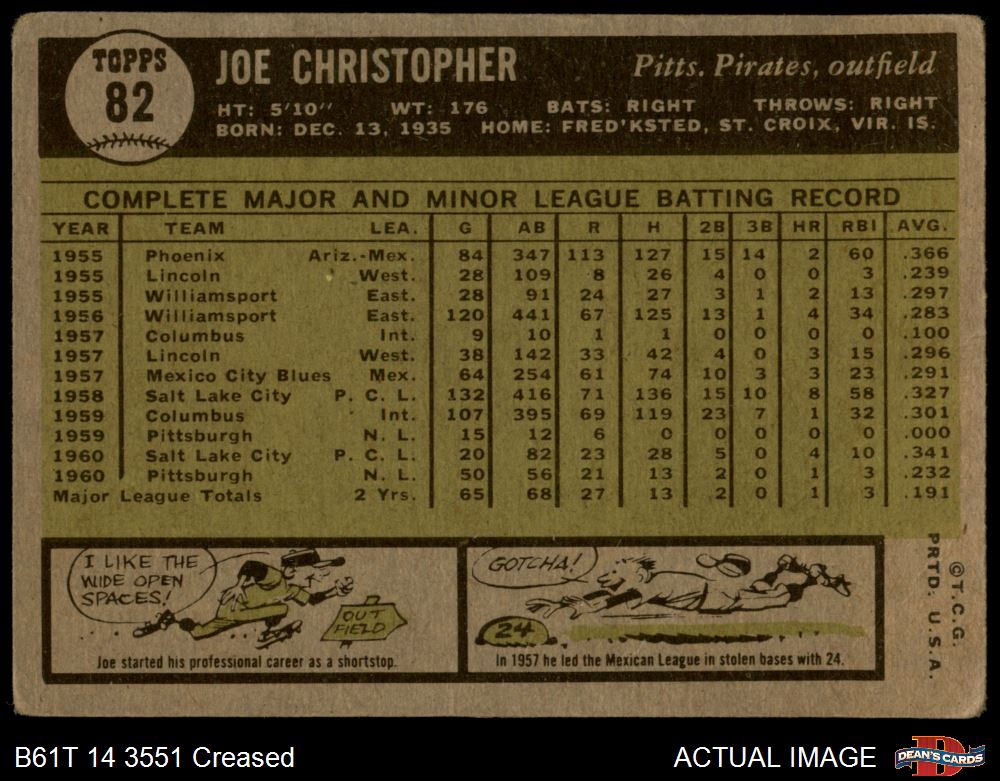 TOPPS
82
JOE CHRISTOPHER
Pitts. Pirates, outfield
HT: 5'10" WT: 176 BATS: RIGHT THROWS: RIGHT
BORN: DEC. 13, 1935 HOME: FRED'KSTED, ST. CROIX, VIR. IS.
COMPLETE MAJOR AND MINOR LEAGUE BATTING RECORD
YEAR TEAM LEA. G AB R H 2B 3B HR RBI AVG.
1955 Phoenix Ariz.-Mex. 84 347 113 127 15 14 2 60 .366
1955 Lincoln West. 28 109 8 26 4 0 0 3 .239
1955 Williamsport East. 28 91 24 27 3 1 2 13 .297
1956 Williamsport East. 120 441 67 125 13 1 4 34 .283
1957 Columbus Int. 9 10 1 1 0 0 0 0 .100
1957 Lincoln West. 38 142 33 42 4 0 3 15 .296
1957 Mexico City Blues Mex. 64 254 61 74 10 3 3 23 .291
1958 Salt Lake City P. C. L. 132 416 71 136 15 10 8 58 .327
1959 Columbus Int. 107 395 69 119 23 7 1 32 .301
1959 Pittsburgh N. L. 15 12 6 0 0 0 0 0 .000
1960 Salt Lake City P. C. L. 20 82 23 28 5 0 4 10 .341
1960 Pittsburgh N. L. 50 56 21 13 2 0 1 3 .232
Major League Totals 2 Yrs. 65 68 27 13 2 0 1 3 .191
I LIKE THE
WIDE OPEN
SPACES!
OUT
FIELD
Joe started his professional career as a shortstop.
GOTCHA!
24
In 1957 he led the Mexican League in stolen bases with 24.
© T.C.G.
PRTD. U.S.A.
B61T 14 3551 Creased
ACTUAL IMAGE
DEAN'S CARDS